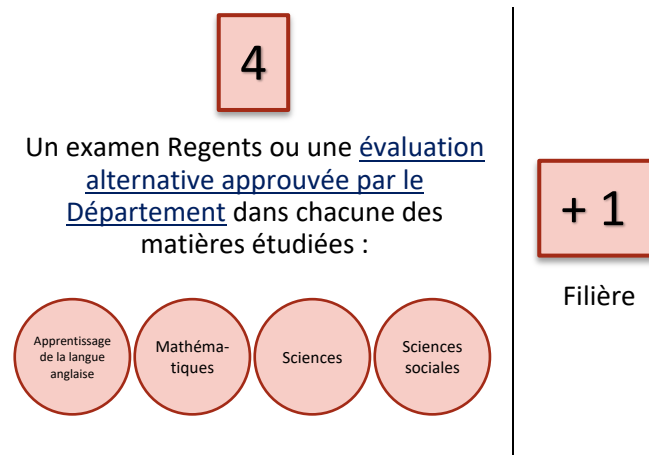 4
Un examen Regents ou une évaluation
alternative approuvée par le
Département dans chacune des
matières étudiées :
Apprentissage
de la langue
anglaise
Mathéma-
tiques
Sciences
Sciences
sociales
+ 1
Filière